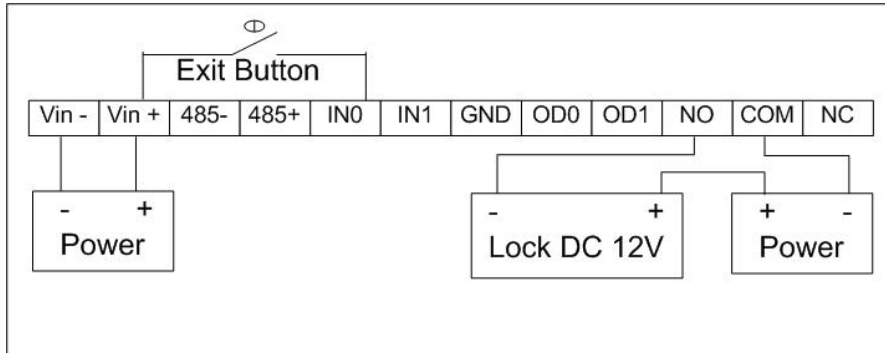 Exit Button
Vin - Vin + 485- 485+ IN0 IN1 GND OD0 OD1 NO COM NC
- + - + + -
Power Lock DC 12V Power